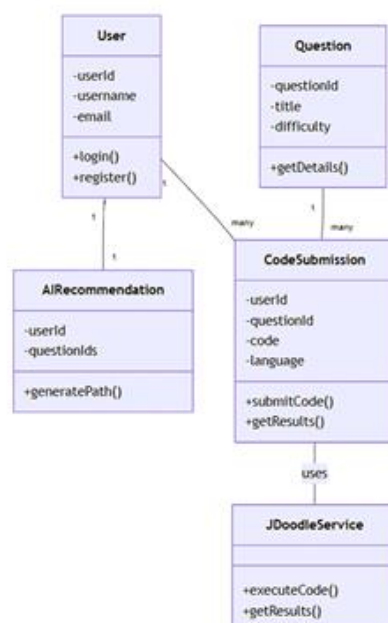 User
-userId
-username
-email
+login()
+register()
Question
-questionId
-title
-difficulty
+getDetails()
1
many
1
many
1
1
AIRecommendation
-userId
-questionIds
+generatePath()
CodeSubmission
-userId
-questionId
-code
-language
+submitCode()
+getResults()
uses
JDoodleService
+executeCode()
+getResults()